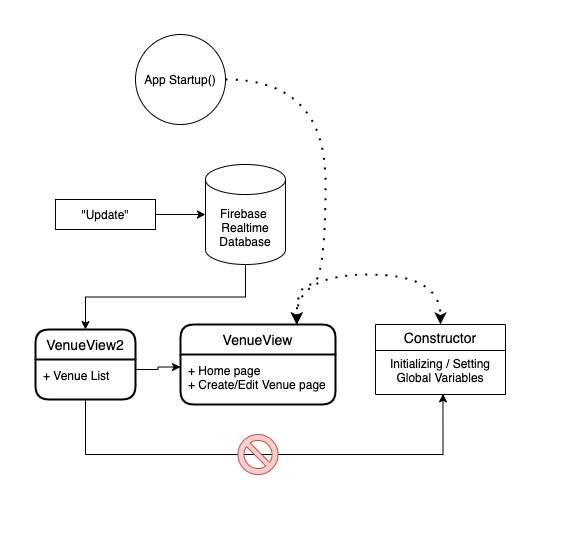 App Startup()
"Update"
Firebase
Realtime
Database
VenueView2
+ Venue List
VenueView
+ Home page
+ Create/Edit Venue page
Constructor
Initializing / Setting
Global Variables